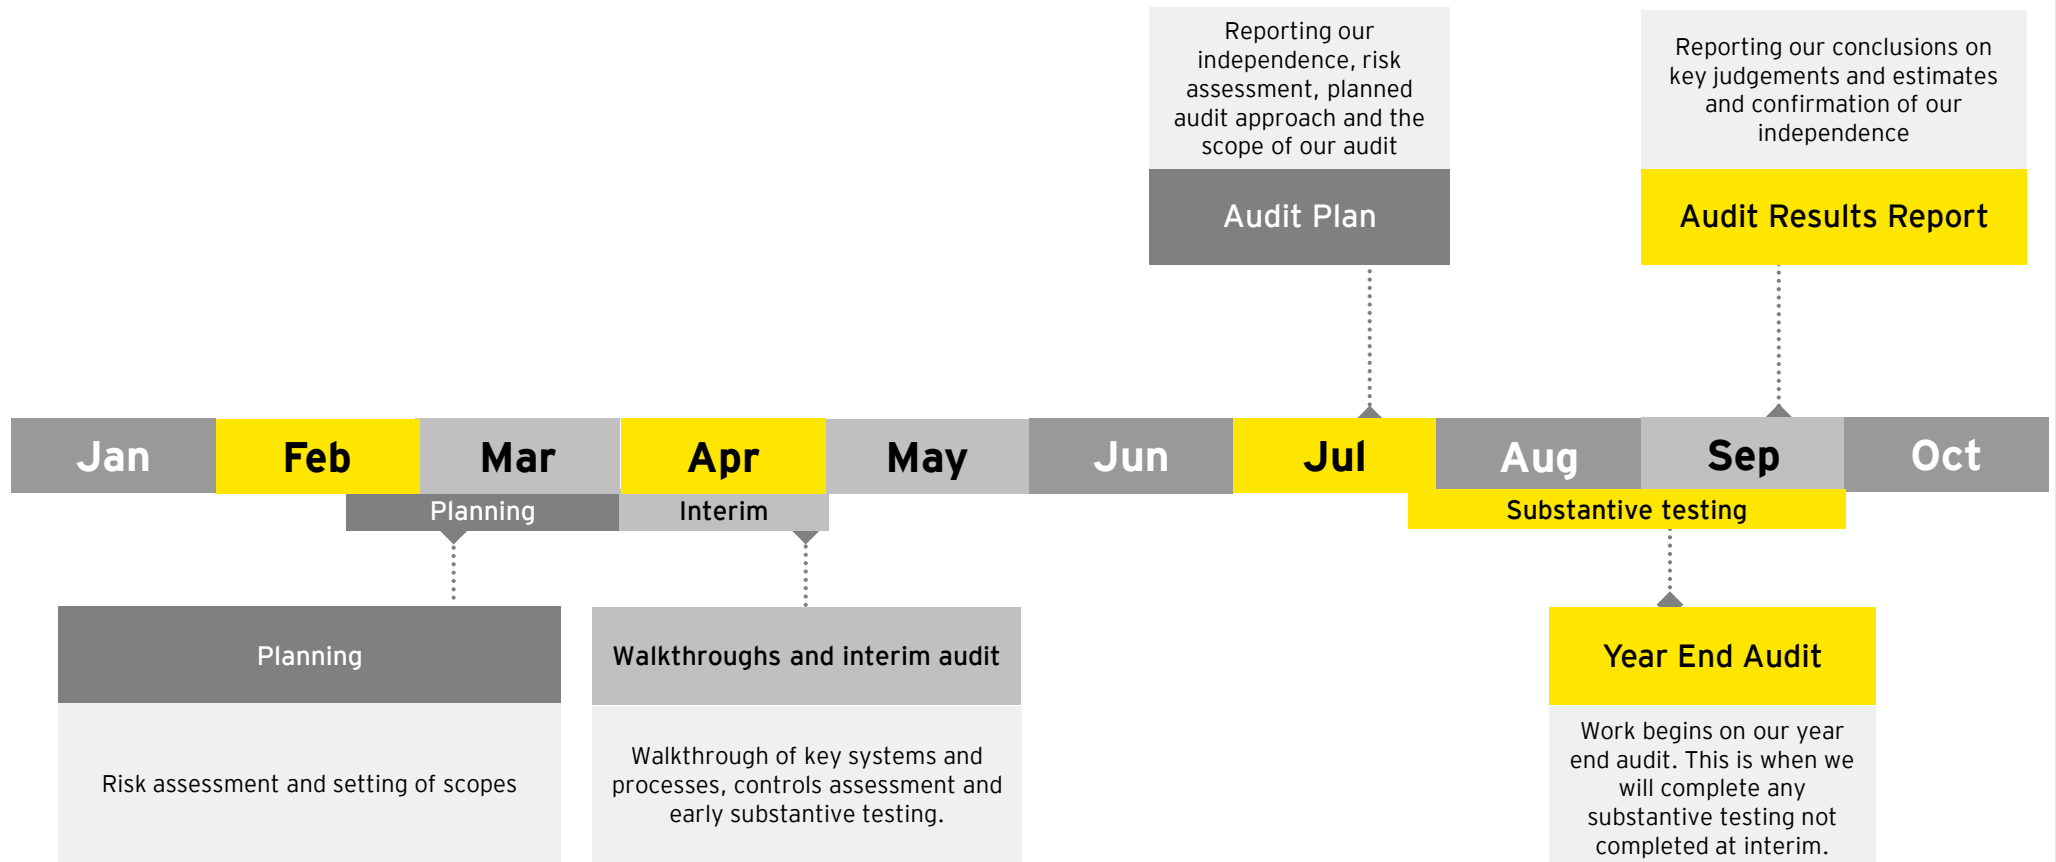 Reporting our
independence, risk
assessment, planned
audit approach and the
scope of our audit
Audit Plan
Reporting our conclusions on
key judgements and estimates
and confirmation of our
independence
Audit Results Report
Jan
Feb
Mar
Apr
May
Jun
Jul
Aug
Sep
Oct
Planning
Interim
Substantive testing
Planning
Risk assessment and setting of scopes
Walkthroughs and interim audit
Walkthrough of key systems and
processes, controls assessment and
early substantive testing.
Year End Audit
Work begins on our year
end audit. This is when we
will complete any
substantive testing not
completed at interim.